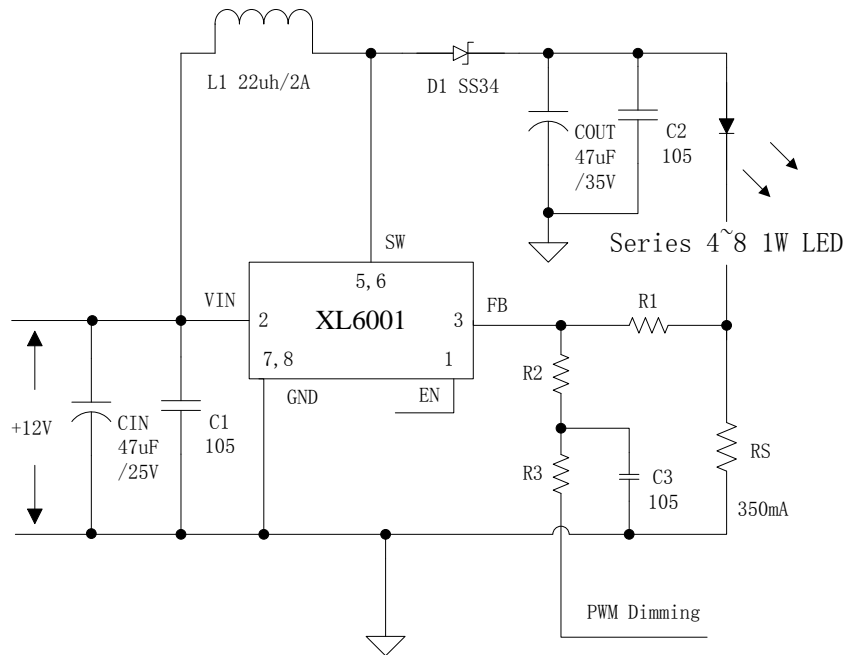 L1 22uh/2A
D1 SS34
COUT
47uF
/35V
C2
105
Series 4~8 1W LED
SW
5,6
VIN
2
XL6001
3
FB
R1
7,8
1
GND
EN
R2
+12V
CIN
47uF
/25V
C1
105
R3
C3
105
RS
350mA
PWM Dimming